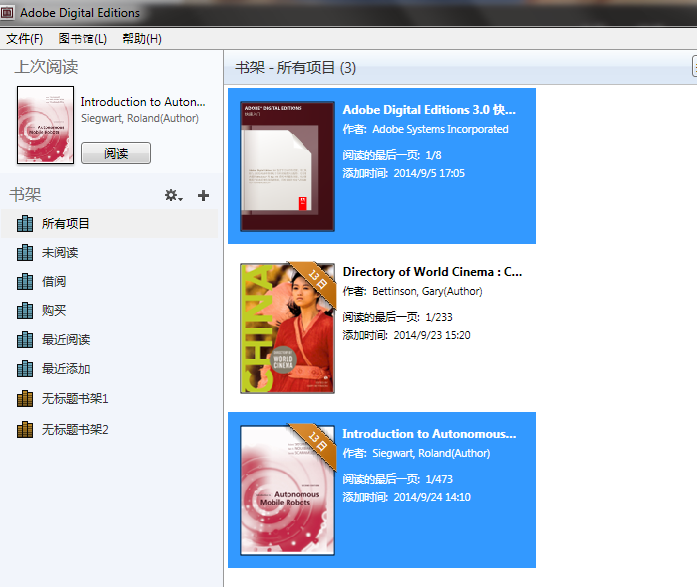 Adobe Digital Editions
文件(F) 图书馆(L) 帮助(H)
上次阅读
Introduction to Auton...
Siegwart, Roland(Author)
阅读
Autonomous
Mobile Robots
书架
所有项目
未阅读
借阅
购买
最近阅读
最近添加
无标题书架1
无标题书架2
书架 - 所有项目 (3)
ADOBE® DIGITAL EDITIONS
快速入门
Adobe Digital Editions 3.0 快...
作者: Adobe Systems Incorporated
阅读的最后一页: 1/8
添加时间: 2014/9/5 17:05
13 日
CHINA
DIRECTORY OF
WORLD
CINEMA
Directory of World Cinema : C...
作者: Bettinson, Gary(Author)
阅读的最后一页: 1/233
添加时间: 2014/9/23 15:20
13 日
Autonomous
Mobile Robots
Introduction to Autonomous...
作者: Siegwart, Roland(Author)
阅读的最后一页: 1/473
添加时间: 2014/9/24 14:10